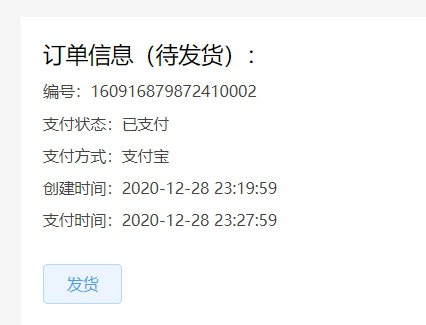 订单信息（待发货）：
编号：160916879872410002
支付状态：已支付
支付方式：支付宝
创建时间：2020-12-28 23:19:59
支付时间：2020-12-28 23:27:59
发货